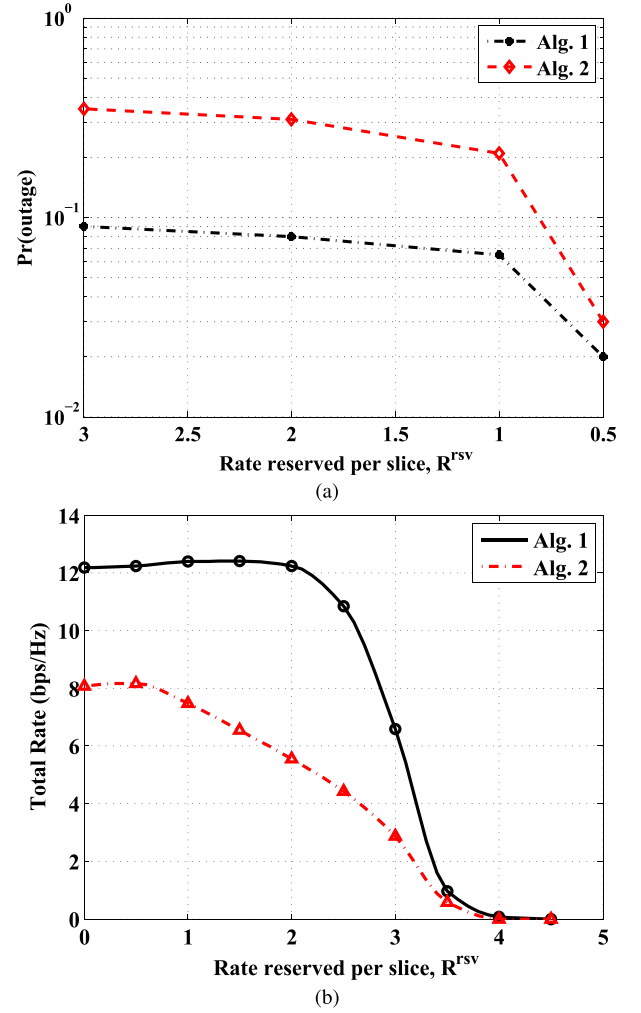 10^0
Alg. 1
Alg. 2
Pr(outage)
10^-1
10^-2
3 2.5 2 1.5 1 0.5
Rate reserved per slice, R^rsv
(a)
14
Alg. 1
Alg. 2
12
10
8
Total Rate (bps/Hz)
6
4
2
0
0 1 2 3 4 5
Rate reserved per slice, R^rsv
(b)